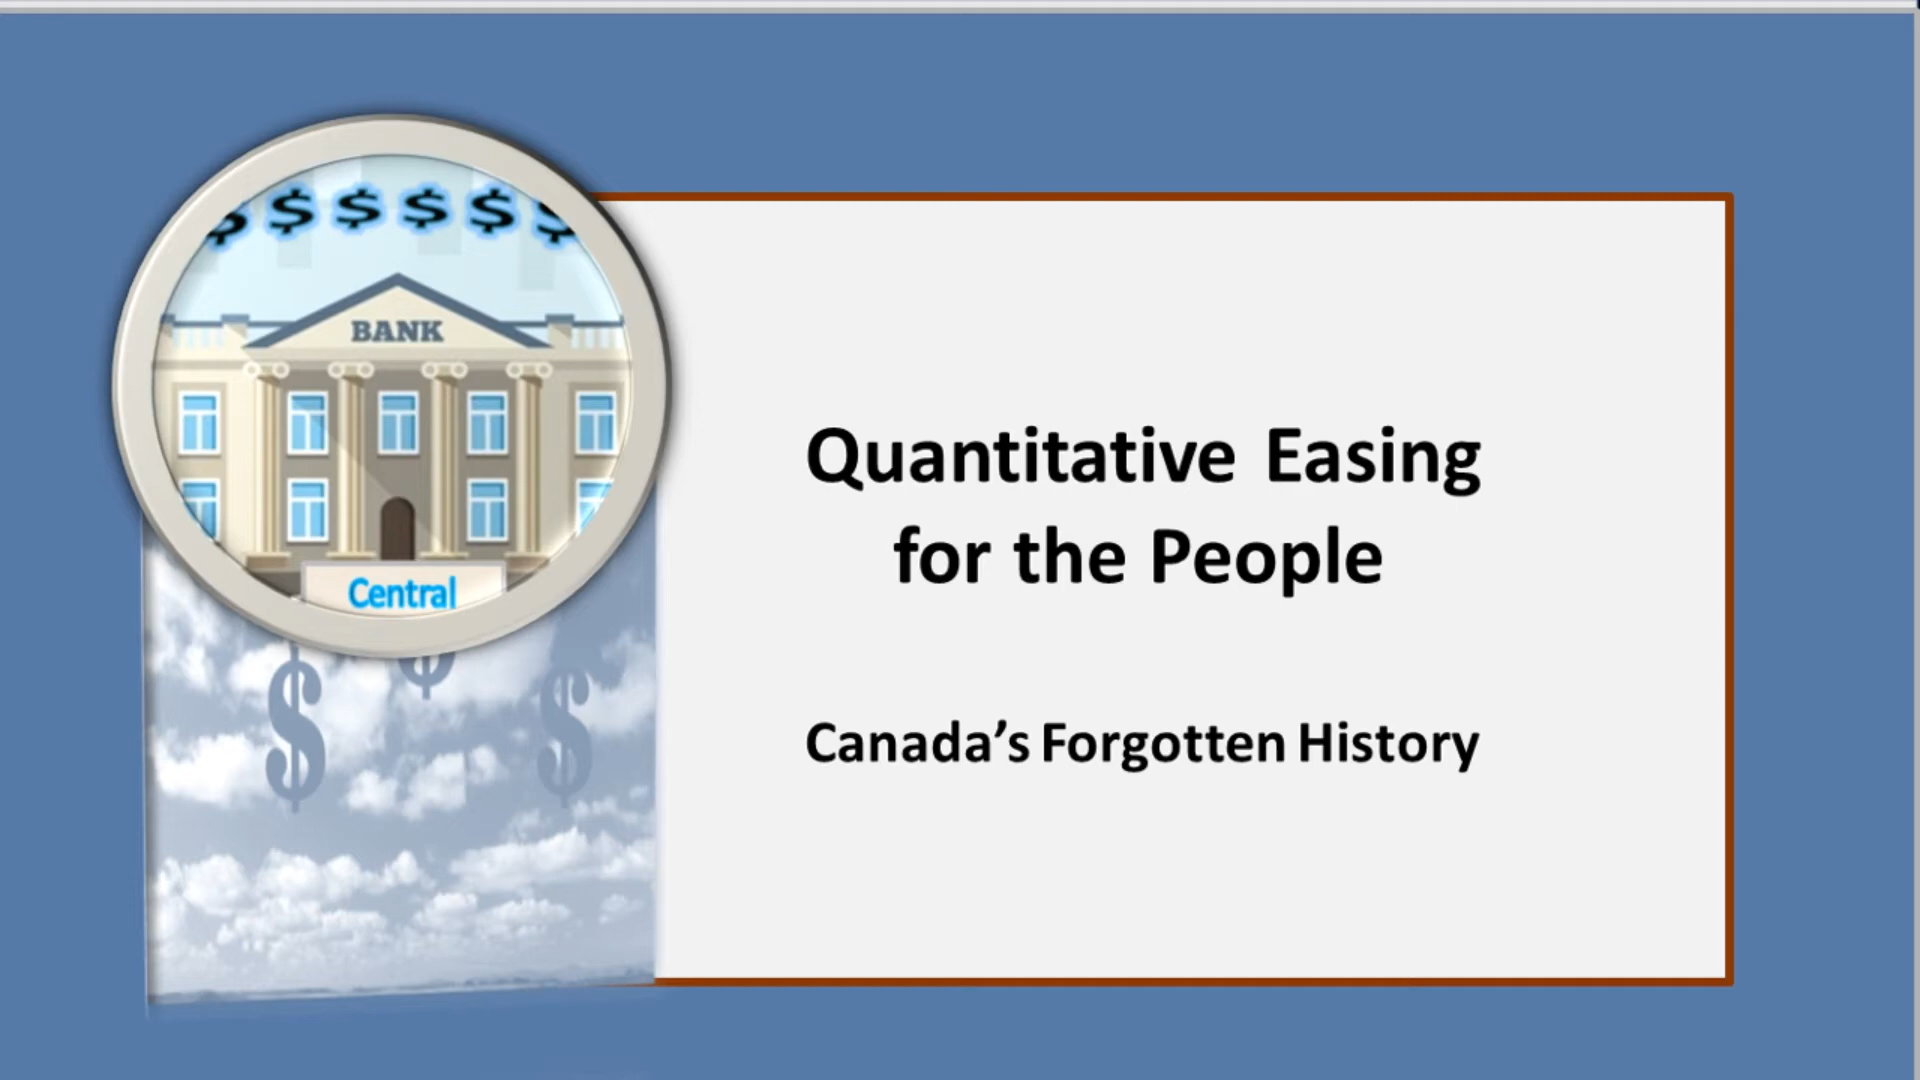 $ $ $ $ $ $
BANK
Central
$ $ $
Quantitative Easing
for the People
Canada’s Forgotten History